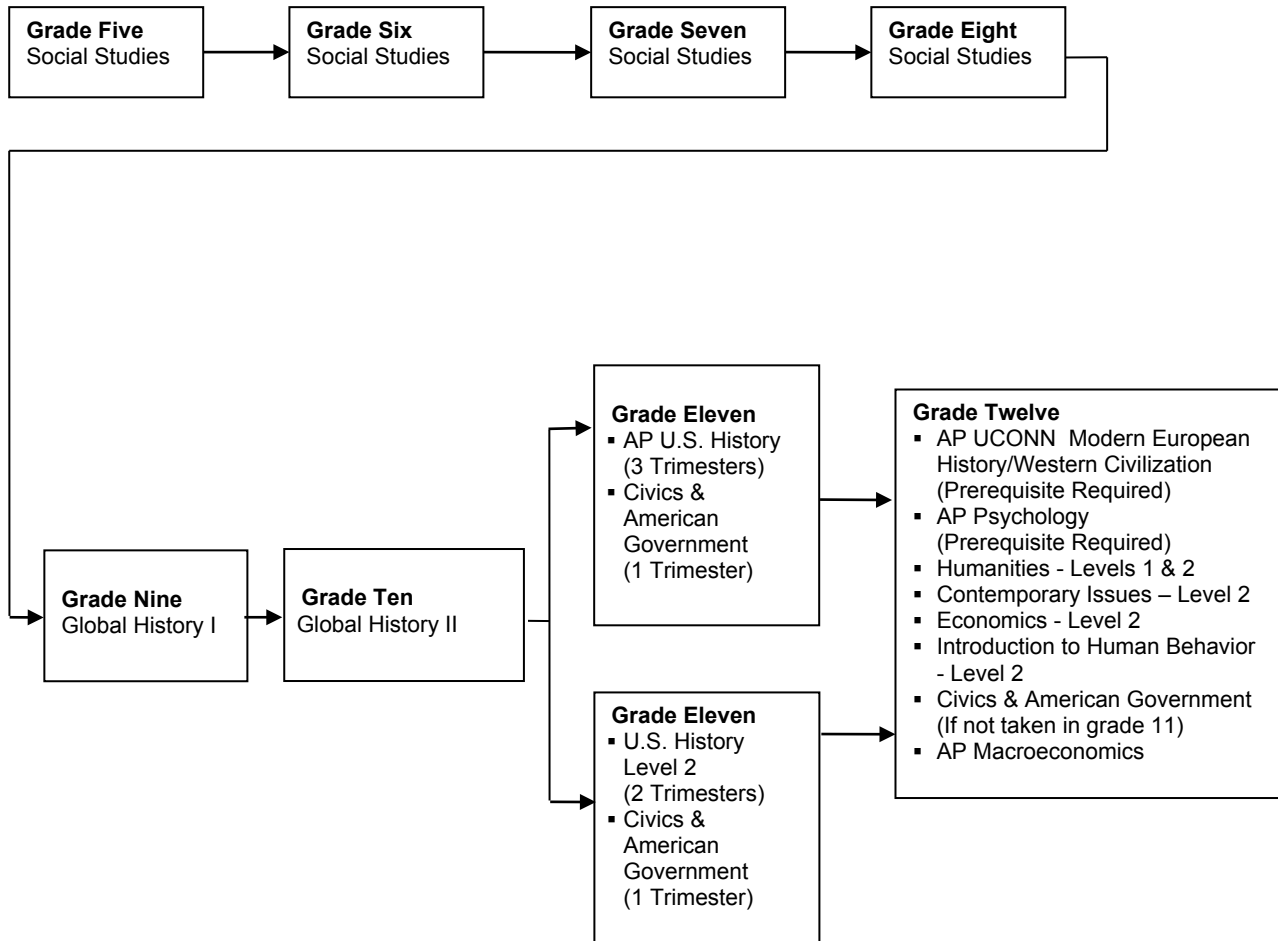 Grade Five
Social Studies
Grade Six
Social Studies
Grade Seven
Social Studies
Grade Eight
Social Studies
Grade Nine
Global History I
Grade Ten
Global History II
Grade Eleven
▪ AP U.S. History
(3 Trimesters)
▪ Civics &
American
Government
(1 Trimester)
Grade Eleven
▪ U.S. History
Level 2
(2 Trimesters)
▪ Civics &
American
Government
(1 Trimester)
Grade Twelve
▪ AP UCONN Modern European
History/Western Civilization
(Prerequisite Required)
▪ AP Psychology
(Prerequisite Required)
▪ Humanities - Levels 1 & 2
▪ Contemporary Issues – Level 2
▪ Economics - Level 2
▪ Introduction to Human Behavior
- Level 2
▪ Civics & American Government
(If not taken in grade 11)
▪ AP Macroeconomics